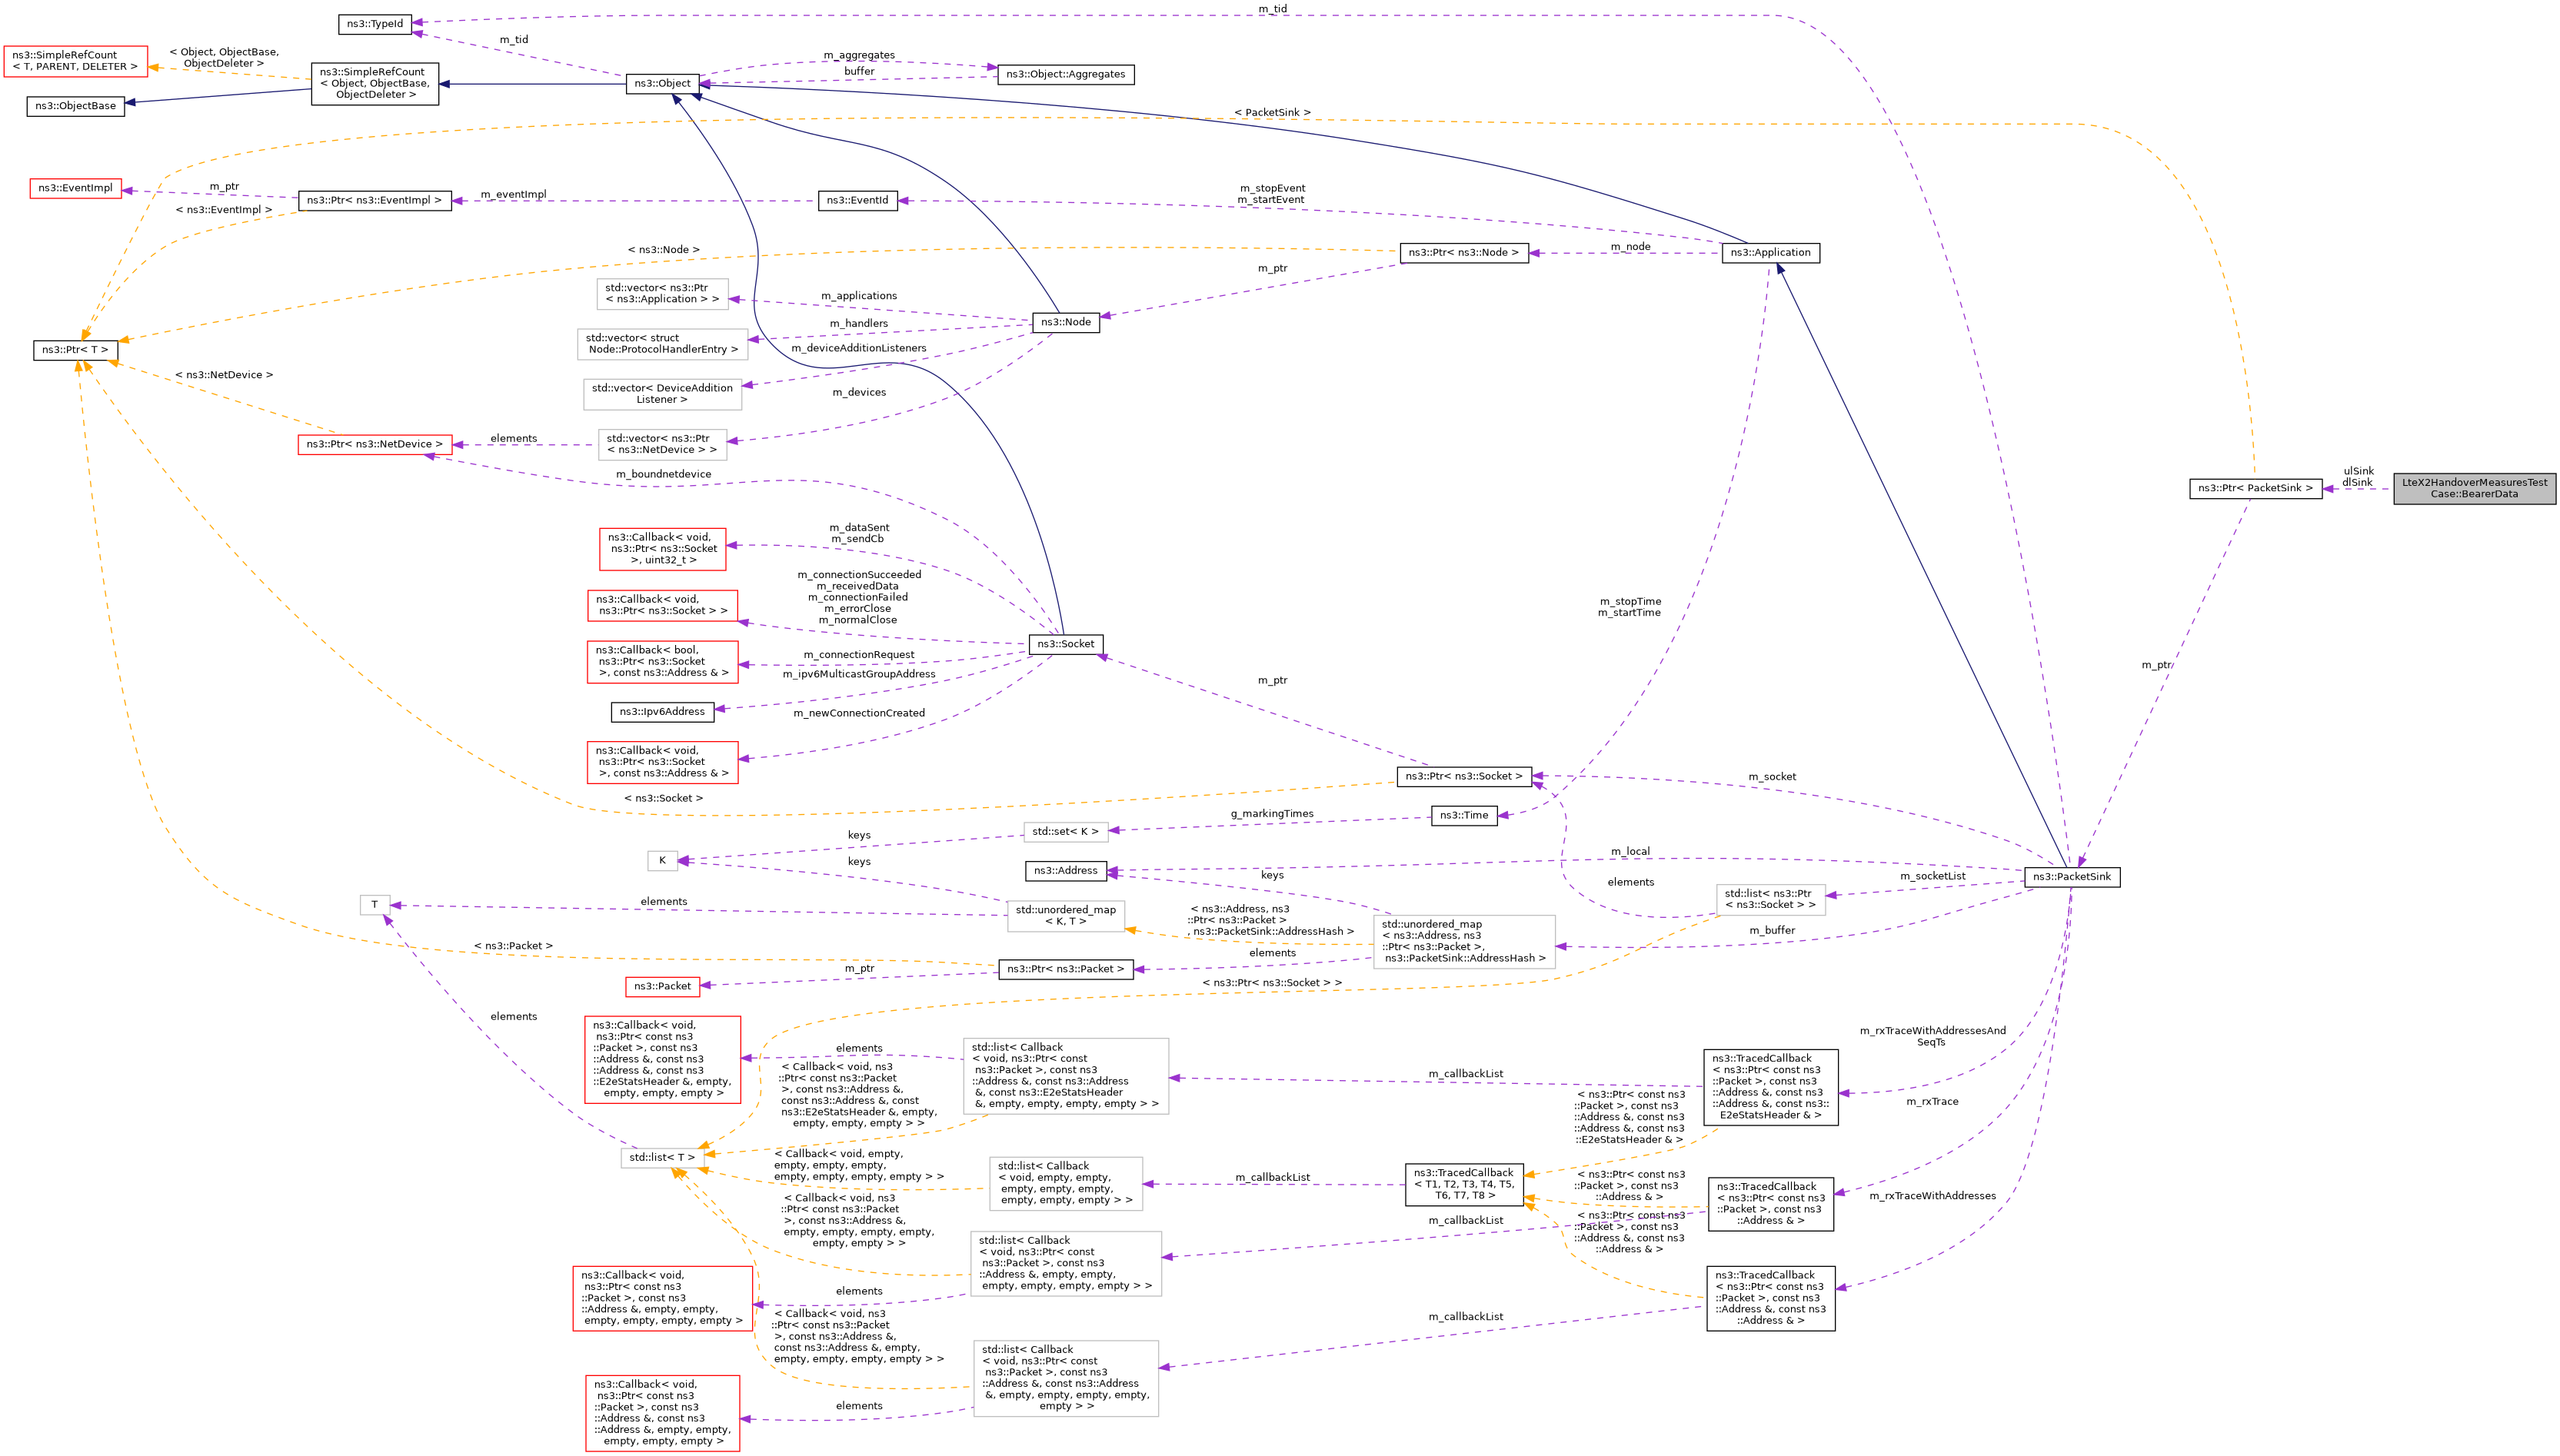 m_tid
ns3::TypeId
m_tid
ns3::SimpleRefCount
< T, PARENT, DELETER >
< Object, ObjectBase,
ObjectDeleter >
ns3::SimpleRefCount
< Object, ObjectBase,
ObjectDeleter >
ns3::ObjectBase
ns3::Object
m_aggregates
buffer
ns3::Object::Aggregates
< PacketSink >
ns3::EventImpl
m_ptr
ns3::Ptr< ns3::EventImpl >
m_eventImpl
ns3::EventId
m_stopEvent
m_startEvent
< ns3::EventImpl >
< ns3::Node >
ns3::Ptr< ns3::Node >
m_node
ns3::Application
m_ptr
std::vector< ns3::Ptr
< ns3::Application > >
m_applications
ns3::Node
m_handlers
std::vector< struct
Node::ProtocolHandlerEntry >
m_deviceAdditionListeners
ns3::Ptr< T >
< ns3::NetDevice >
std::vector< DeviceAddition
Listener >
m_devices
ns3::Ptr< ns3::NetDevice >
elements
std::vector< ns3::Ptr
< ns3::NetDevice > >
m_boundnetdevice
ns3::Ptr< PacketSink >
ulSink
dlSink
LteX2HandoverMeasuresTest
Case::BearerData
ns3::Callback< void,
ns3::Ptr< ns3::Socket
>, uint32_t >
m_dataSent
m_sendCb
m_connectionSucceeded
m_receivedData
m_connectionFailed
m_errorClose
m_normalClose
ns3::Callback< void,
ns3::Ptr< ns3::Socket > >
m_stopTime
m_startTime
ns3::Callback< bool,
ns3::Ptr< ns3::Socket
>, const ns3::Address & >
m_connectionRequest
ns3::Socket
m_ipv6MulticastGroupAddress
m_ptr
m_ptr
ns3::Ipv6Address
m_newConnectionCreated
ns3::Callback< void,
ns3::Ptr< ns3::Socket
>, const ns3::Address & >
ns3::Ptr< ns3::Socket >
m_socket
< ns3::Socket >
g_markingTimes
ns3::Time
std::set< K >
keys
K
keys
ns3::Address
m_local
ns3::PacketSink
keys
elements
m_socketList
std::list< ns3::Ptr
< ns3::Socket > >
T
elements
std::unordered_map
< K, T >
< ns3::Address, ns3
::Ptr< ns3::Packet >
, ns3::PacketSink::AddressHash >
std::unordered_map
< ns3::Address, ns3
::Ptr< ns3::Packet >,
ns3::PacketSink::AddressHash >
m_buffer
< ns3::Packet >
elements
ns3::Packet
m_ptr
ns3::Ptr< ns3::Packet >
< ns3::Ptr< ns3::Socket > >
elements
ns3::Callback< void,
ns3::Ptr< const ns3
::Packet >, const ns3
::Address &, const ns3
::Address &, const ns3
::E2eStatsHeader &, empty,
empty, empty, empty >
elements
std::list< Callback
< void, ns3::Ptr< const
ns3::Packet >, const ns3
::Address &, const ns3::Address
&, const ns3::E2eStatsHeader
&, empty, empty, empty, empty > >
m_callbackList
ns3::TracedCallback
< ns3::Ptr< const ns3
::Packet >, const ns3
::Address &, const ns3
::Address &, const ns3::
E2eStatsHeader & >
m_rxTraceWithAddressesAnd
SeqTs
< Callback< void, ns3
::Ptr< const ns3::Packet
>, const ns3::Address &,
const ns3::Address &, const
ns3::E2eStatsHeader &, empty,
empty, empty, empty > >
< ns3::Ptr< const ns3
::Packet >, const ns3
::Address &, const ns3
::Address &, const ns3
::E2eStatsHeader & >
m_rxTrace
std::list< T >
< Callback< void, empty,
empty, empty, empty,
empty, empty, empty, empty > >
std::list< Callback
< void, empty, empty,
empty, empty, empty,
empty, empty, empty > >
m_callbackList
ns3::TracedCallback
< T1, T2, T3, T4, T5,
T6, T7, T8 >
< ns3::Ptr< const ns3
::Packet >, const ns3
::Address & >
ns3::TracedCallback
< ns3::Ptr< const ns3
::Packet >, const ns3
::Address & >
m_rxTraceWithAddresses
< Callback< void, ns3
::Ptr< const ns3::Packet
>, const ns3::Address &,
empty, empty, empty, empty,
empty, empty > >
std::list< Callback
< void, ns3::Ptr< const
ns3::Packet >, const ns3
::Address &, empty, empty,
empty, empty, empty, empty > >
m_callbackList
< ns3::Ptr< const ns3
::Packet >, const ns3
::Address &, const ns3
::Address & >
ns3::Callback< void,
ns3::Ptr< const ns3
::Packet >, const ns3
::Address &, empty, empty,
empty, empty, empty, empty >
elements
ns3::TracedCallback
< ns3::Ptr< const ns3
::Packet >, const ns3
::Address &, const ns3
::Address & >
< Callback< void, ns3
::Ptr< const ns3::Packet
>, const ns3::Address &,
const ns3::Address &, empty,
empty, empty, empty, empty > >
m_callbackList
std::list< Callback
< void, ns3::Ptr< const
ns3::Packet >, const ns3
::Address &, const ns3::Address
&, empty, empty, empty, empty,
empty > >
elements
ns3::Callback< void,
ns3::Ptr< const ns3
::Packet >, const ns3
::Address &, const ns3
::Address &, empty, empty,
empty, empty, empty >